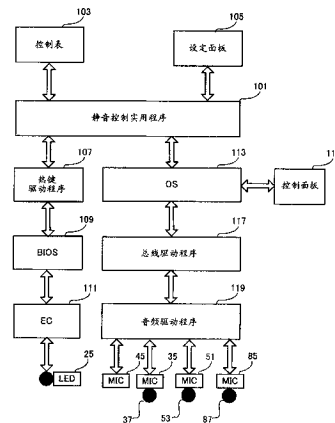 103
控制表
105
设定面板
101
静音控制实用程序
107
热键
驱动程序
113
OS
11
控制面板
109
BIOS
117
总线驱动程序
111
EC
119
音频驱动程序
25
LED
45
MIC
35
MIC
51
MIC
85
MIC
37
53
87